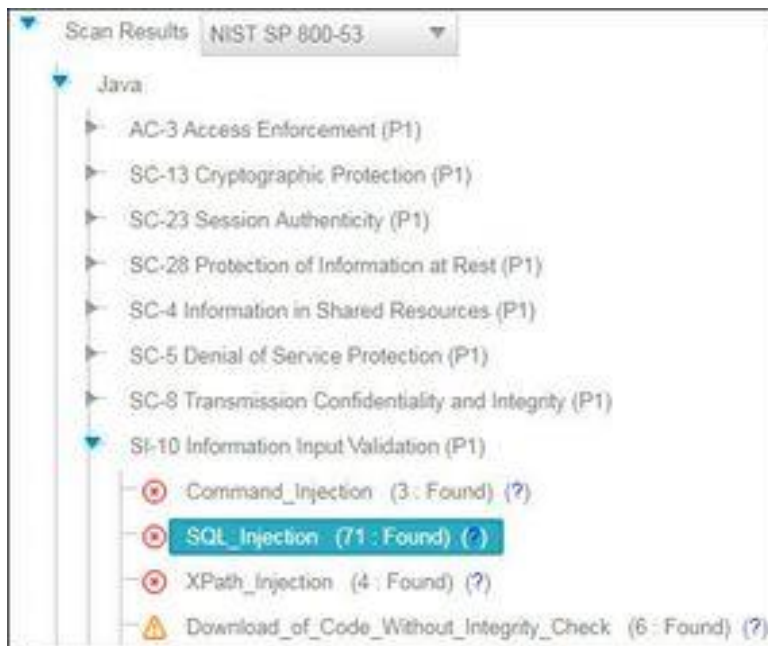 Scan Results NIST SP 800-53
Java
AC-3 Access Enforcement (P1)
SC-13 Cryptographic Protection (P1)
SC-23 Session Authenticity (P1)
SC-28 Protection of Information at Rest (P1)
SC-4 Information in Shared Resources (P1)
SC-5 Denial of Service Protection (P1)
SC-8 Transmission Confidentiality and Integrity (P1)
SI-10 Information Input Validation (P1)
Command_Injection (3 : Found) (?)
SQL_Injection (71 : Found) (?)
XPath_Injection (4 : Found) (?)
Download_of_Code_Without_Integrity_Check (6 : Found) (?)